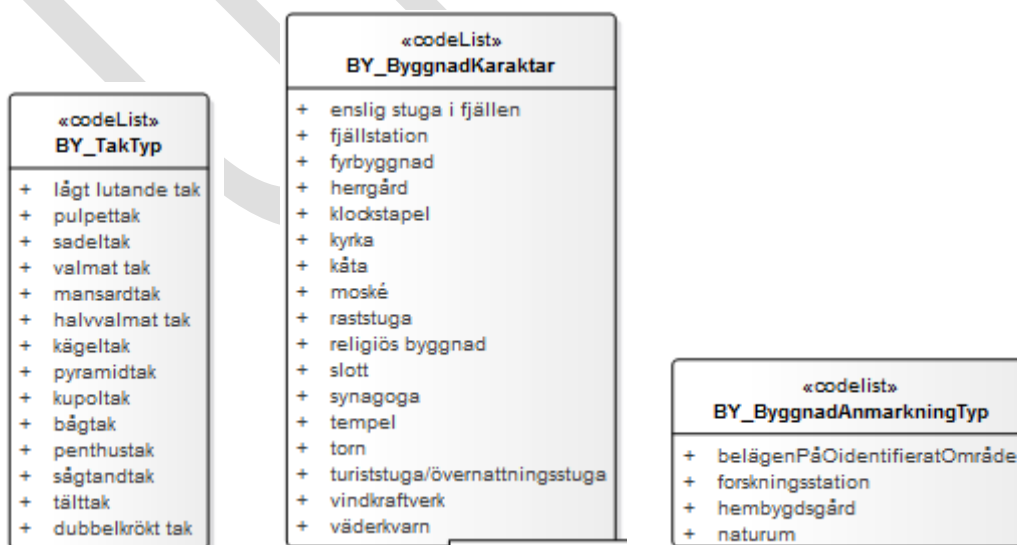 «codeList»
BY_TakTyp
+ lågt lutande tak
+ pulpettak
+ sadeltak
+ valmat tak
+ mansardtak
+ halvvalmat tak
+ kägeltak
+ pyramidtak
+ kupoltak
+ bågtak
+ penthustak
+ sågtandtak
+ tälttak
+ dubbelkrökt tak
«codeList»
BY_ByggnadKaraktar
+ enslig stuga i fjällen
+ fjällstation
+ fyrbyggnad
+ herrgård
+ klockstapel
+ kyrka
+ kåta
+ moské
+ raststuga
+ religiös byggnad
+ slott
+ synagoga
+ tempel
+ torn
+ turiststuga/övernattningsstuga
+ vindkraftverk
+ väderkvarn
«codelist»
BY_ByggnadAnmarkningTyp
+ belägenPåOidentifieratOmråde
+ forskningsstation
+ hembygdsgård
+ naturum